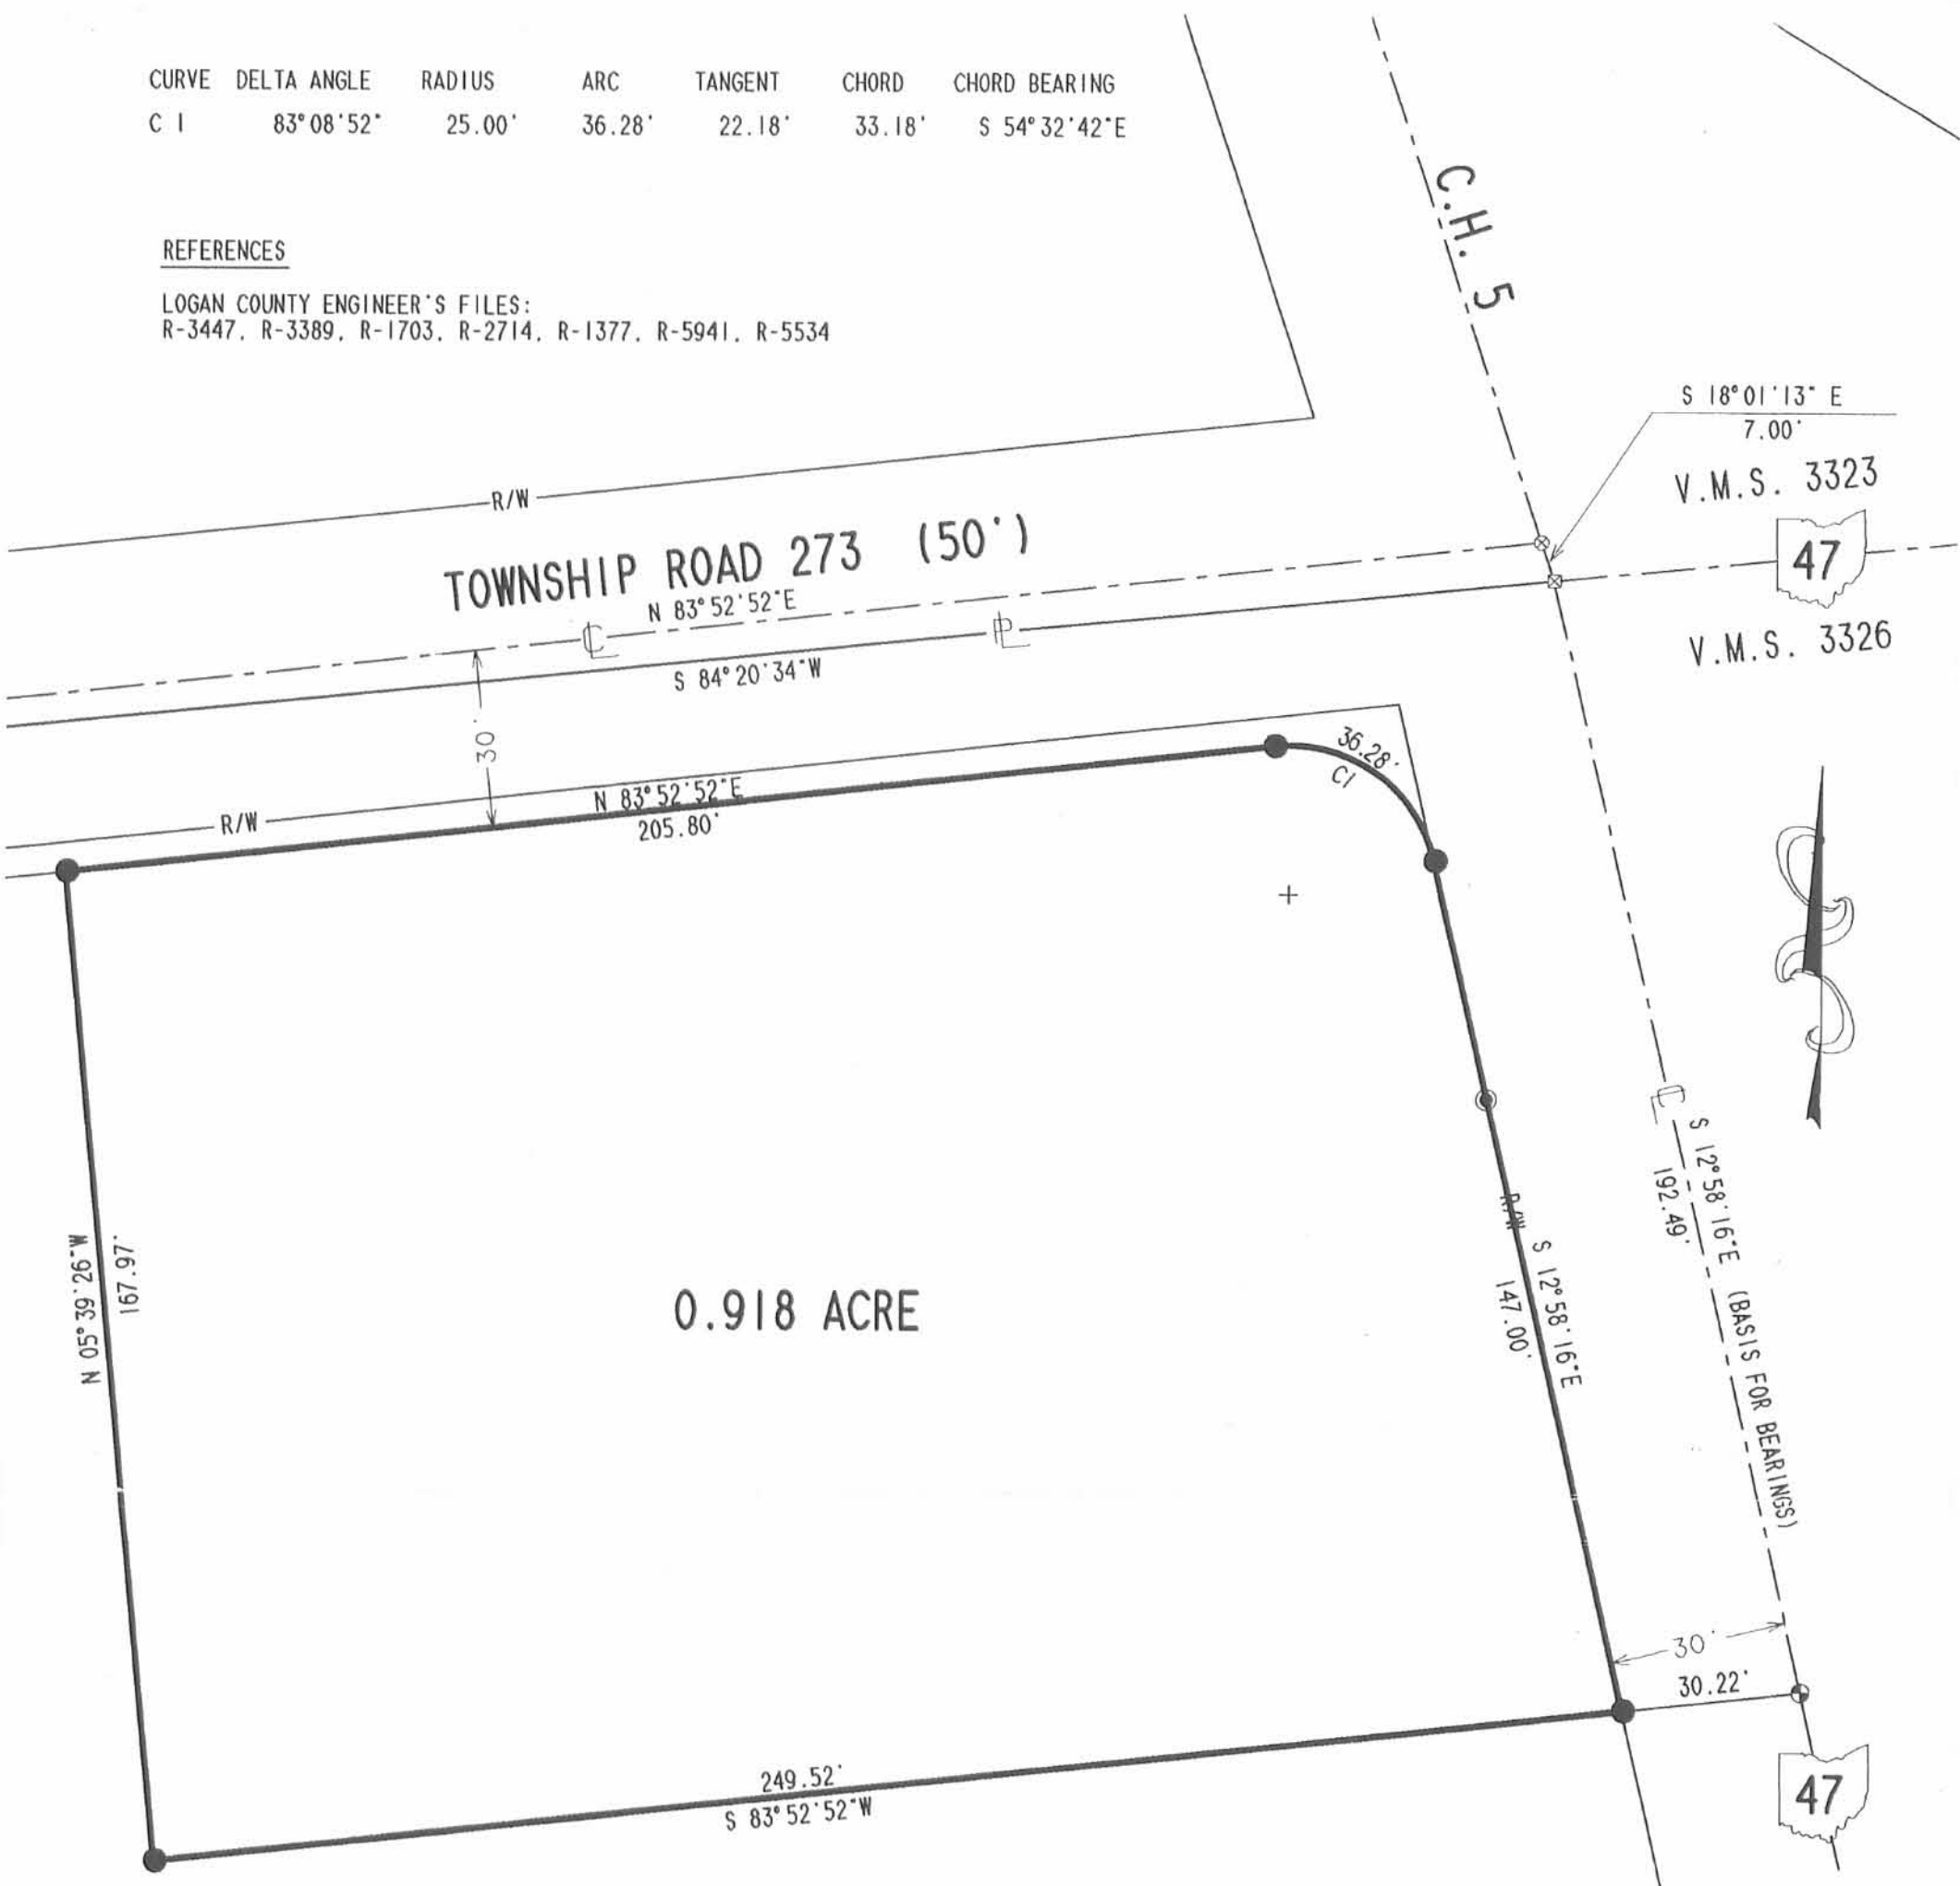 CURVE DELTA ANGLE RADIUS ARC TANGENT CHORD CHORD BEARING
C 1 83°08'52" 25.00' 36.28' 22.18' 33.18' S 54°32'42"E
REFERENCES
LOGAN COUNTY ENGINEER'S FILES:
R-3447, R-3389, R-1703, R-2714, R-1377, R-5941, R-5534
C.H. 5
S 18°01'13" E
7.00'
V.M.S. 3323
47
V.M.S. 3326
R/W
TOWNSHIP ROAD 273 (50')
N 83°52'52"E
CL
PL
S 84°20'34"W
30'
R/W
N 83°52'52"E
205.80'
36.28'
C1
CL
S 12°58'16"E (BASIS FOR BEARINGS)
192.49'
R/W
S 12°58'16"E
147.00'
N 05°39'26"W
167.97'
0.918 ACRE
30'
30.22'
249.52'
S 83°52'52"W
47